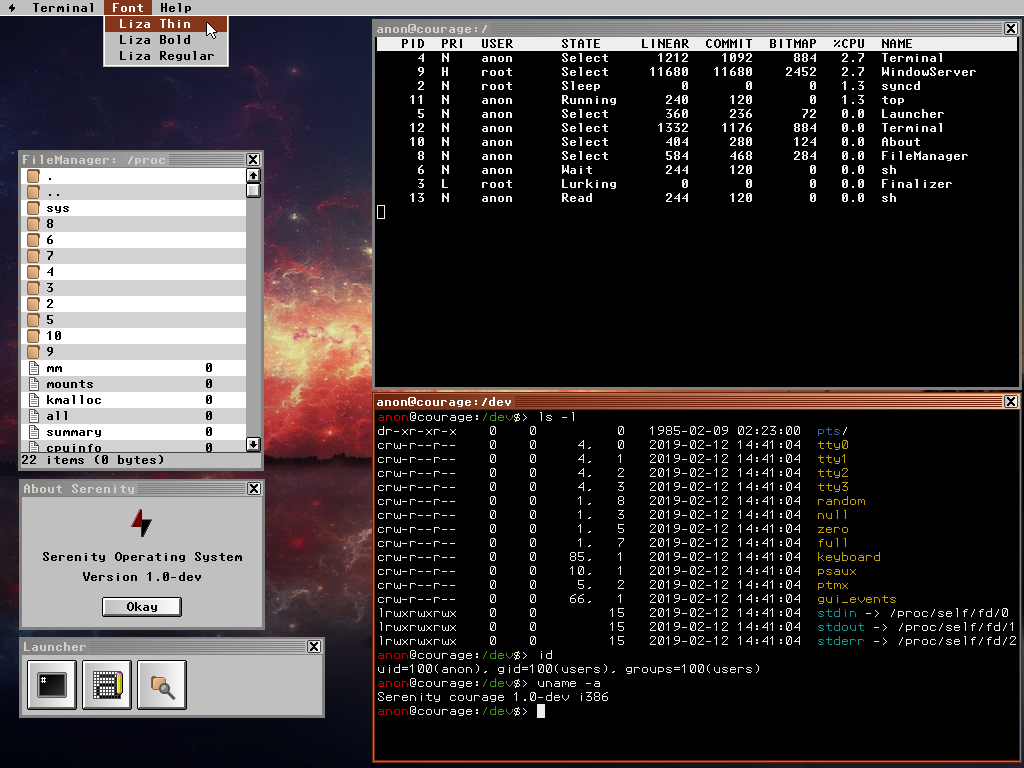 Terminal Font Help
Liza Thin
Liza Bold
Liza Regular
anon@courage:/
PID PRI USER STATE LINEAR COMMIT BITMAP %CPU NAME
4 N anon Select 1212 1092 884 2.7 Terminal
9 H root Select 11680 11680 2452 2.7 WindowServer
2 N root Sleep 0 0 0 1.3 syncd
11 N anon Running 240 120 0 1.3 top
5 N anon Select 360 236 72 0.0 Launcher
12 N anon Select 1332 1176 884 0.0 Terminal
10 N anon Select 404 280 124 0.0 About
8 N anon Select 584 468 284 0.0 FileManager
6 N anon Wait 244 120 0 0.0 sh
3 L root Lurking 0 0 0 0.0 Finalizer
13 N anon Read 244 120 0 0.0 sh
FileManager: /proc
.
..
sys
8
6
7
4
3
2
5
10
9
mm 0
mounts 0
kmalloc 0
all 0
summary 0
cpuinfo 0
22 items (0 bytes)
About Serenity
Serenity Operating System
Version 1.0-dev
Okay
Launcher
anon@courage:/dev
anon@courage:/dev$> ls -l
dr-xr-xr-x 0 0 0 1985-02-09 02:23:00 pts/
crw-r--r-- 0 0 4, 0 2019-02-12 14:41:04 tty0
crw-r--r-- 0 0 4, 1 2019-02-12 14:41:04 tty1
crw-r--r-- 0 0 4, 2 2019-02-12 14:41:04 tty2
crw-r--r-- 0 0 4, 3 2019-02-12 14:41:04 tty3
crw-r--r-- 0 0 1, 8 2019-02-12 14:41:04 random
crw-r--r-- 0 0 1, 3 2019-02-12 14:41:04 null
crw-r--r-- 0 0 1, 5 2019-02-12 14:41:04 zero
crw-r--r-- 0 0 1, 7 2019-02-12 14:41:04 full
crw-r--r-- 0 0 85, 1 2019-02-12 14:41:04 keyboard
crw-r--r-- 0 0 10, 1 2019-02-12 14:41:04 psaux
crw-r--r-- 0 0 5, 2 2019-02-12 14:41:04 ptmx
crw-r--r-- 0 0 66, 1 2019-02-12 14:41:04 gui_events
lrwxrwxrwx 0 0 15 2019-02-12 14:41:04 stdin -> /proc/self/fd/0
lrwxrwxrwx 0 0 15 2019-02-12 14:41:04 stdout -> /proc/self/fd/1
lrwxrwxrwx 0 0 15 2019-02-12 14:41:04 stderr -> /proc/self/fd/2
anon@courage:/dev$> id
uid=100(anon), gid=100(users), groups=100(users)
anon@courage:/dev$> uname -a
Serenity courage 1.0-dev i386
anon@courage:/dev$>